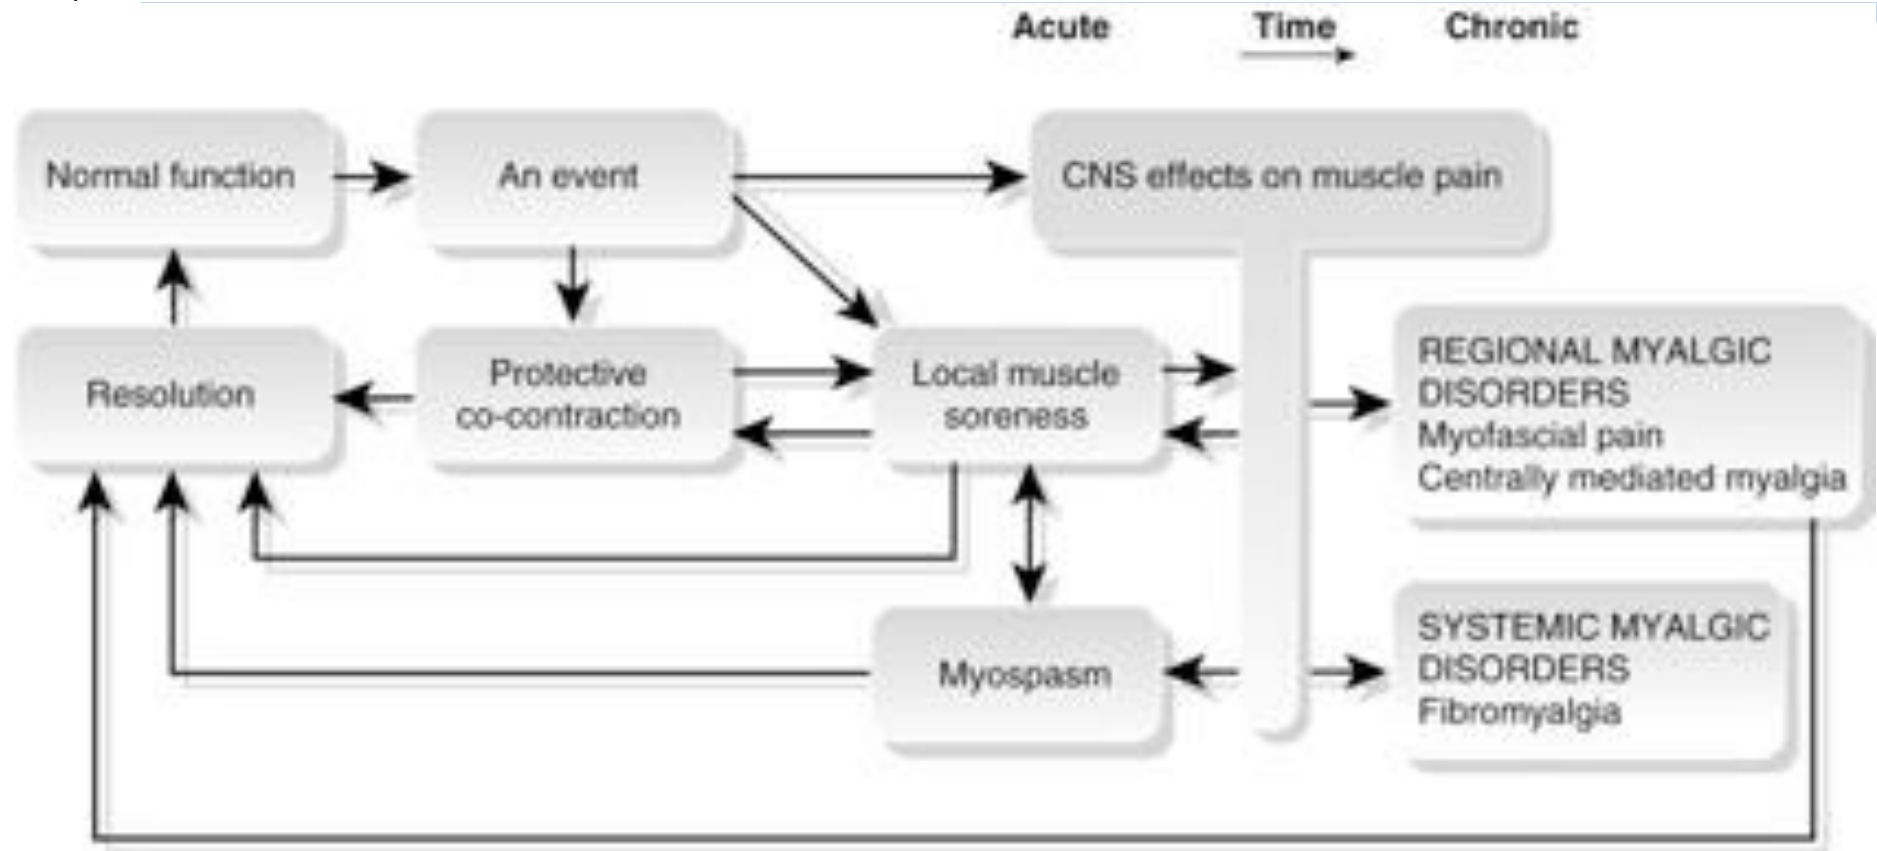 Acute Time Chronic
Normal function
An event
CNS effects on muscle pain
Resolution
Protective
co-contraction
Local muscle
soreness
REGIONAL MYALGIC
DISORDERS
Myofascial pain
Centrally mediated myalgia
Myospasm
SYSTEMIC MYALGIC
DISORDERS
Fibromyalgia